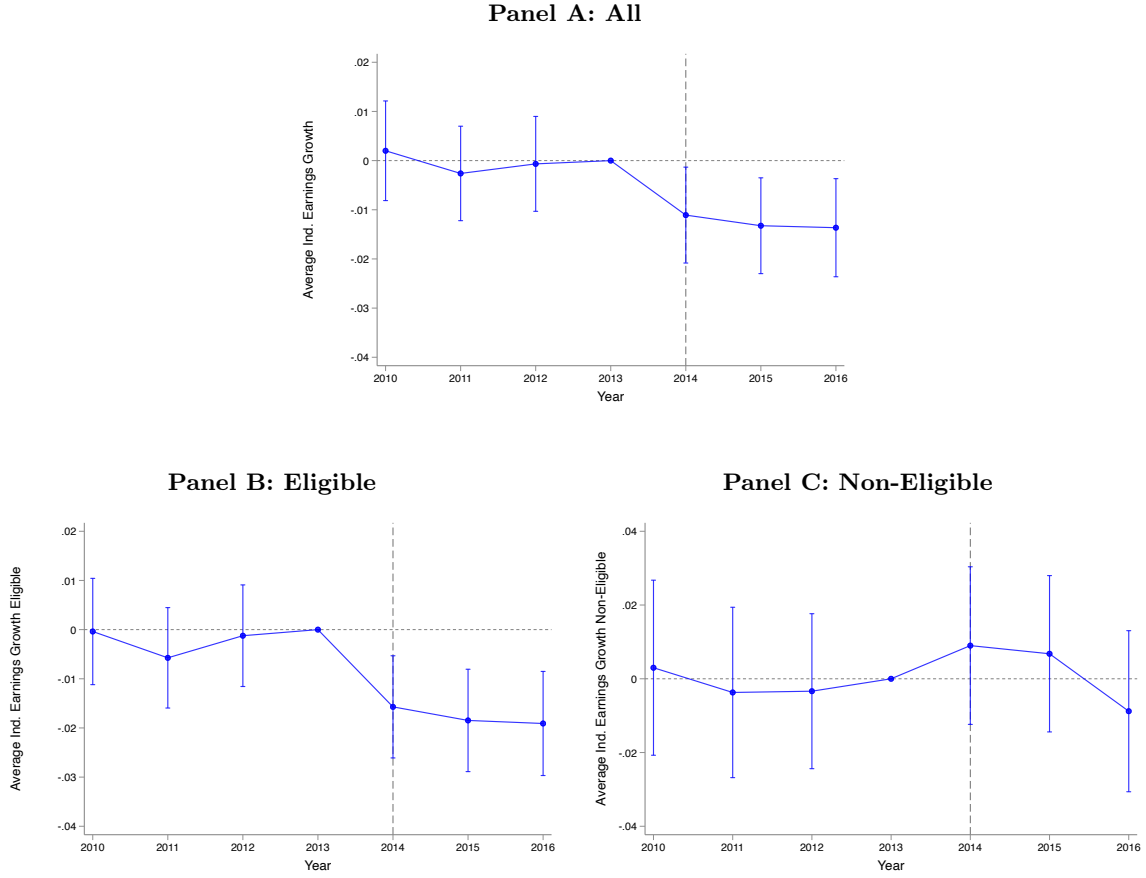 Panel A: All
Average Ind. Earnings Growth
.02
.01
0
-.01
-.02
-.03
-.04
2010 2011 2012 2013 2014 2015 2016
Year
Panel B: Eligible
Average Ind. Earnings Growth Eligible
.02
.01
0
-.01
-.02
-.03
-.04
2010 2011 2012 2013 2014 2015 2016
Year
Panel C: Non-Eligible
Average Ind. Earnings Growth Non-Eligible
.04
.02
0
-.02
-.04
2010 2011 2012 2013 2014 2015 2016
Year